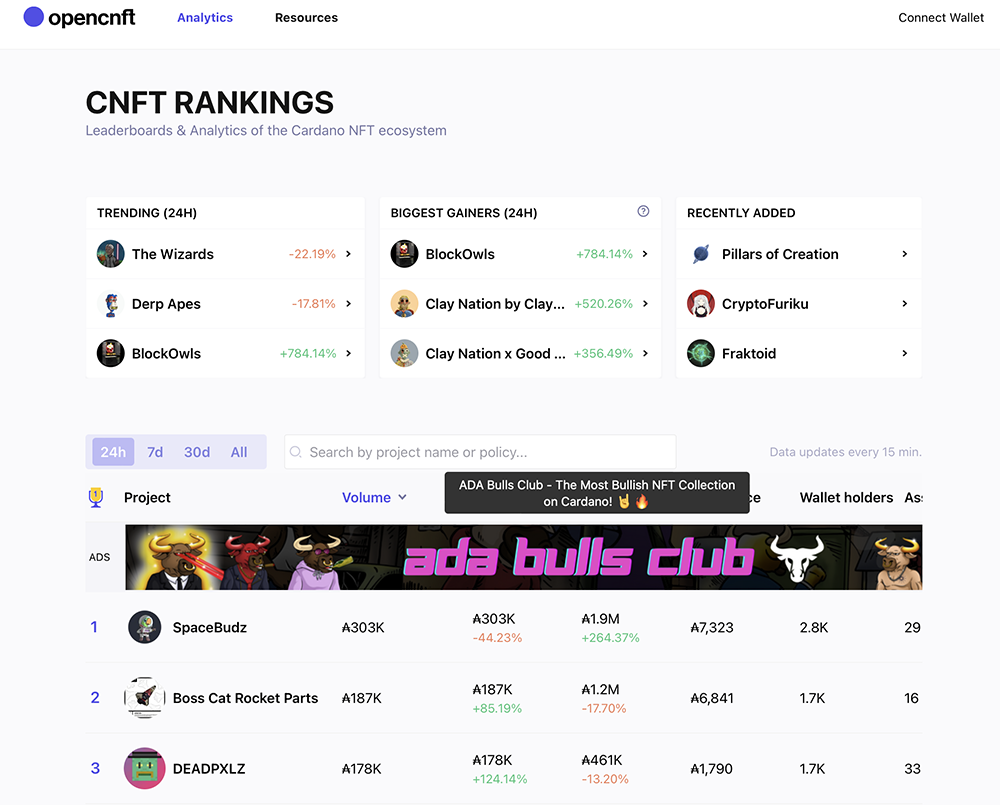 opencnft
Analytics
Resources
Connect Wallet
CNFT RANKINGS
Leaderboards & Analytics of the Cardano NFT ecosystem
TRENDING (24H)
The Wizards -22.19%
Derp Apes -17.81%
BlockOwls +784.14%
BIGGEST GAINERS (24H)
BlockOwls +784.14%
Clay Nation by Clay... +520.26%
Clay Nation x Good ... +356.49%
RECENTLY ADDED
Pillars of Creation
CryptoFuriku
Fraktoid
24h 7d 30d All
Search by project name or policy...
Data updates every 15 min.
ADA Bulls Club - The Most Bullish NFT Collection
on Cardano! 🤘🔥
1 Project Volume Wallet holders
ADS ada bulls club
1 SpaceBudz ₳303K ₳303K ₳1.9M ₳7,323 2.8K 29
-44.23% +264.37%
2 Boss Cat Rocket Parts ₳187K ₳187K ₳1.2M ₳6,841 1.7K 16
+85.19% -17.70%
3 DEADPXLZ ₳178K ₳178K ₳461K ₳1,790 1.7K 33
+124.14% -13.20%